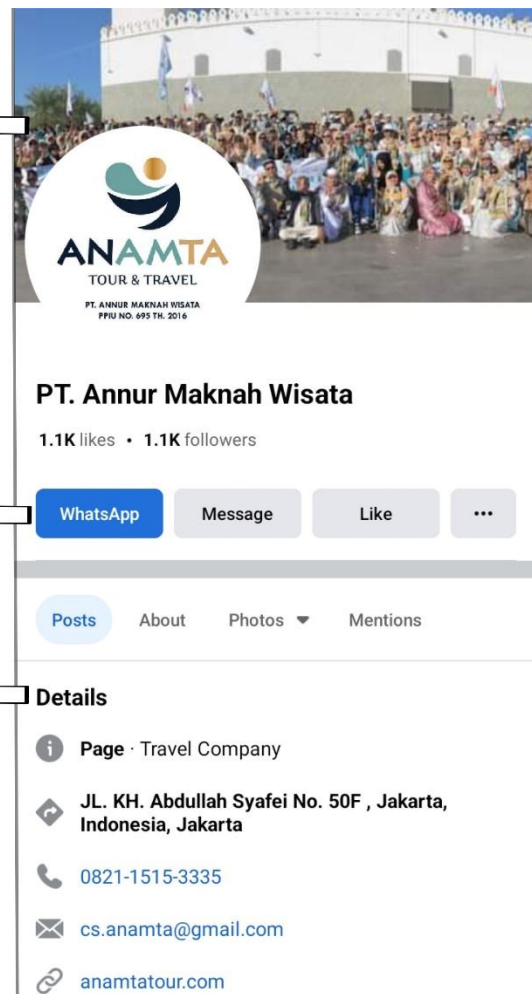 ANAMTA
TOUR & TRAVEL
PT. ANNUR MAKNAH WISATA
PPIU NO. 695 TH. 2016
PT. Annur Maknah Wisata
1.1K likes • 1.1K followers
WhatsApp Message Like ...
Posts About Photos Mentions
Details
Page · Travel Company
JL. KH. Abdullah Syafei No. 50F , Jakarta,
Indonesia, Jakarta
0821-1515-3335
cs.anamta@gmail.com
anamtatour.com